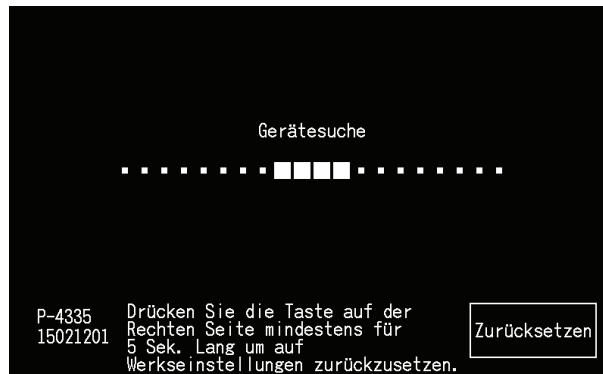 Gerätesuche
P-4335
15021201
Drücken Sie die Taste auf der
Rechten Seite mindestens für
5 Sek. Lang um auf
Werkseinstellungen zurückzusetzen.
Zurücksetzen